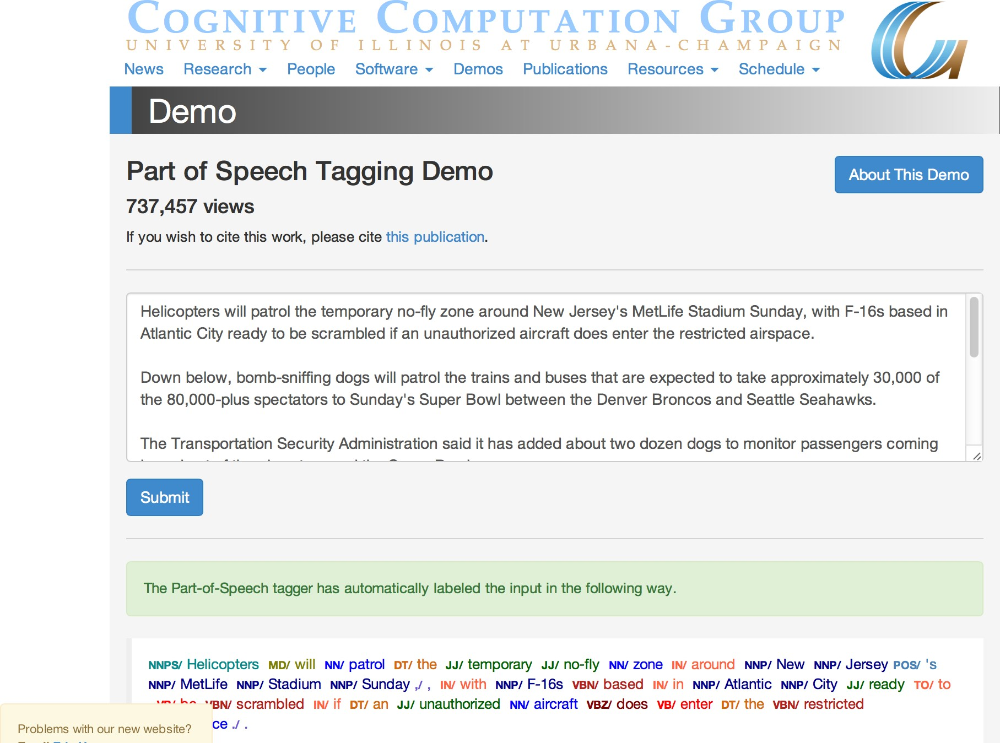 COGNITIVE COMPUTATION GROUP
UNIVERSITY OF ILLINOIS AT URBANA-CHAMPAIGN
News Research People Software Demos Publications Resources Schedule
Demo
Part of Speech Tagging Demo
About This Demo
737,457 views
If you wish to cite this work, please cite this publication.
Helicopters will patrol the temporary no-fly zone around New Jersey's MetLife Stadium Sunday, with F-16s based in
Atlantic City ready to be scrambled if an unauthorized aircraft does enter the restricted airspace.
Down below, bomb-sniffing dogs will patrol the trains and buses that are expected to take approximately 30,000 of
the 80,000-plus spectators to Sunday's Super Bowl between the Denver Broncos and Seattle Seahawks.
The Transportation Security Administration said it has added about two dozen dogs to monitor passengers coming
Submit
The Part-of-Speech tagger has automatically labeled the input in the following way.
NNPS/ Helicopters MD/ will NN/ patrol DT/ the JJ/ temporary JJ/ no-fly NN/ zone IN/ around NNP/ New NNP/ Jersey POS/ 's
NNP/ MetLife NNP/ Stadium NNP/ Sunday ,/ , IN/ with NNP/ F-16s VBN/ based IN/ in NNP/ Atlantic NNP/ City JJ/ ready TO/ to
VB/ be VBN/ scrambled IN/ if DT/ an JJ/ unauthorized NN/ aircraft VBZ/ does VB/ enter DT/ the VBN/ restricted
ce ./ .
Problems with our new website?